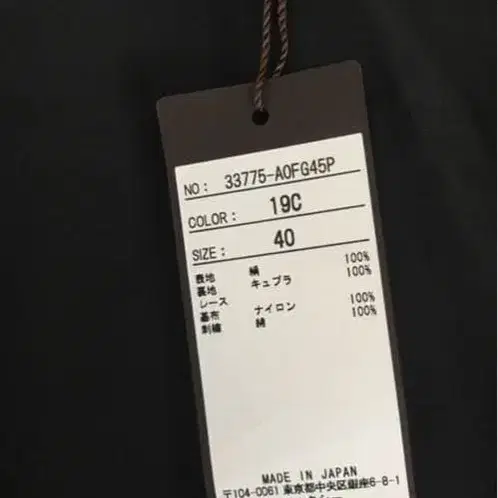 NO: 33775-A0FG45P
COLOR: 19C
SIZE: 40
表地 絹 100%
裏地 キュプラ 100%
レース
基布 ナイロン 100%
刺繍 綿 100%
MADE IN JAPAN
〒104-0061 東京都中央区銀座6-8-1